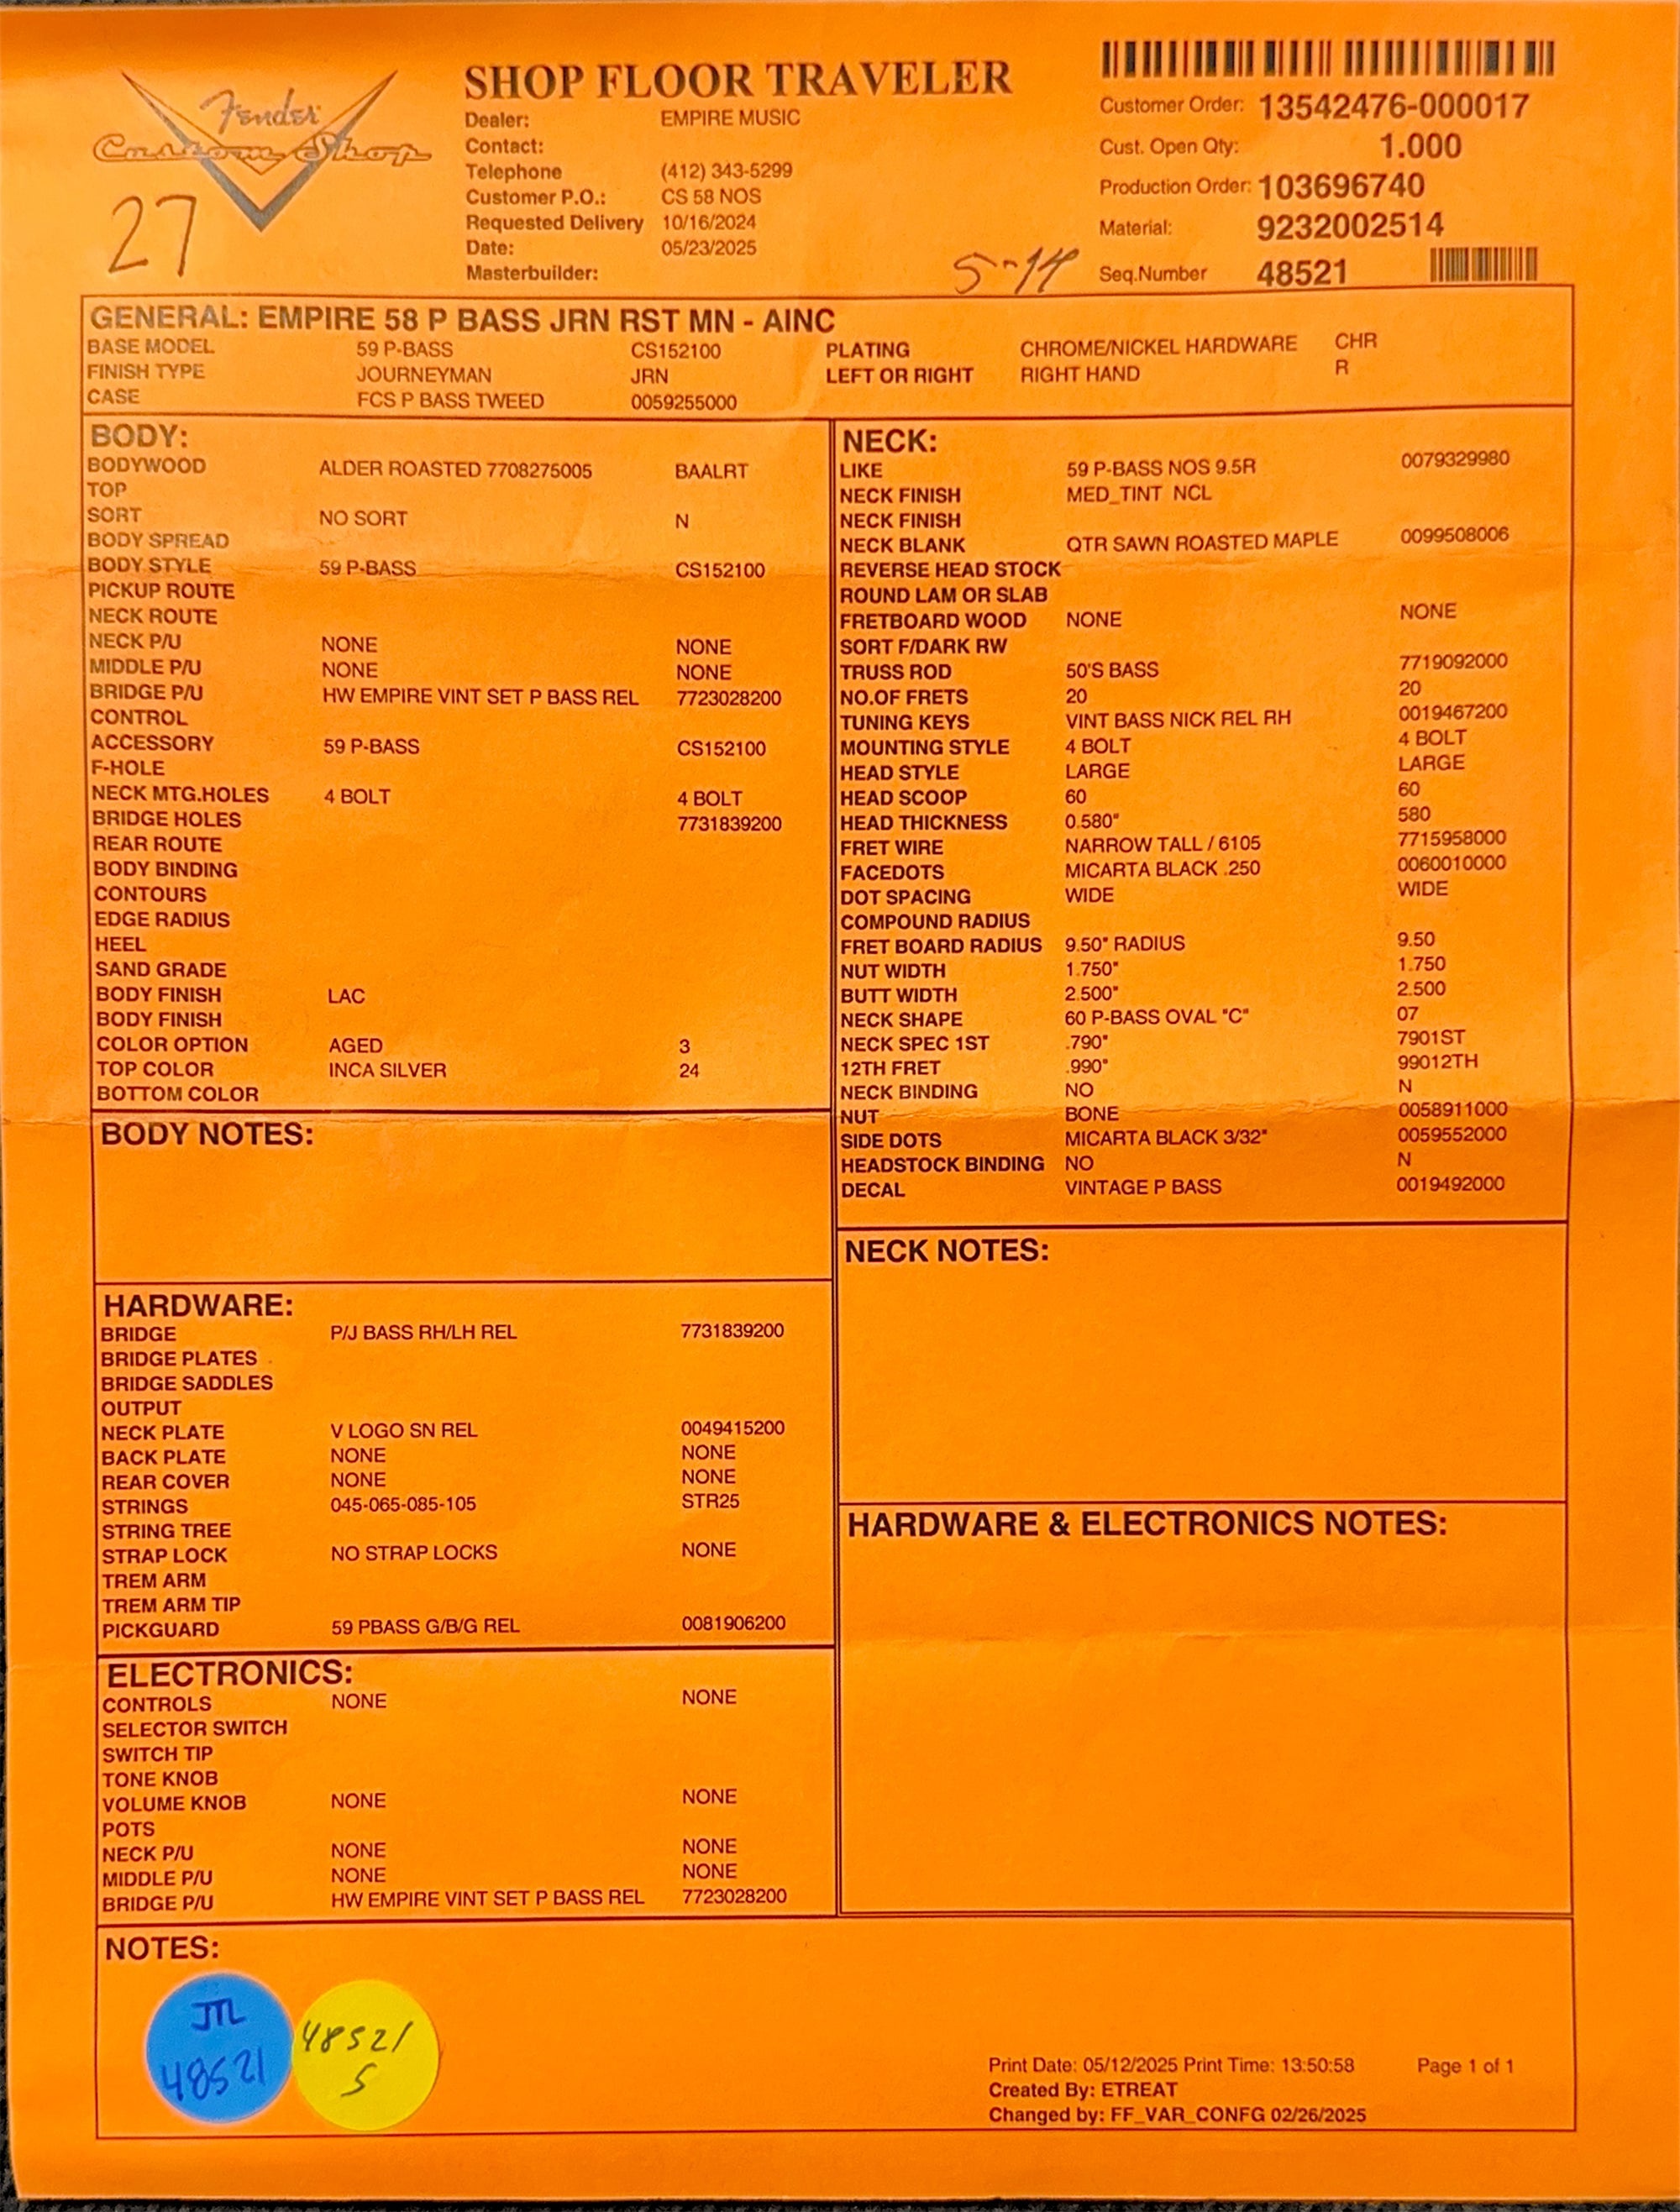 Fender
Custom Shop
27
SHOP FLOOR TRAVELER
Dealer: EMPIRE MUSIC
Contact:
Telephone (412) 343-5299
Customer P.O.: CS 58 NOS
Requested Delivery 10/16/2024
Date: 05/23/2025
Masterbuilder:
5-14
Customer Order: 13542476-000017
Cust. Open Qty: 1.000
Production Order: 103696740
Material: 9232002514
Seq.Number 48521
GENERAL: EMPIRE 58 P BASS JRN RST MN - AINC
BASE MODEL 59 P-BASS CS152100 PLATING CHROME/NICKEL HARDWARE CHR
FINISH TYPE JOURNEYMAN JRN LEFT OR RIGHT RIGHT HAND R
CASE FCS P BASS TWEED 0059255000
BODY:
BODYWOOD ALDER ROASTED 7708275005 BAALRT
TOP
SORT NO SORT N
BODY SPREAD
BODY STYLE 59 P-BASS CS152100
PICKUP ROUTE
NECK ROUTE
NECK P/U NONE NONE
MIDDLE P/U NONE NONE
BRIDGE P/U HW EMPIRE VINT SET P BASS REL 7723028200
CONTROL
ACCESSORY 59 P-BASS CS152100
F-HOLE
NECK MTG.HOLES 4 BOLT 4 BOLT
BRIDGE HOLES 7731839200
REAR ROUTE
BODY BINDING
CONTOURS
EDGE RADIUS
HEEL
SAND GRADE
BODY FINISH LAC
BODY FINISH
COLOR OPTION AGED 3
TOP COLOR INCA SILVER 24
BOTTOM COLOR
BODY NOTES:
HARDWARE:
BRIDGE P/J BASS RH/LH REL 7731839200
BRIDGE PLATES
BRIDGE SADDLES
OUTPUT
NECK PLATE V LOGO SN REL 0049415200
BACK PLATE NONE NONE
REAR COVER NONE NONE
STRINGS 045-065-085-105 STR25
STRING TREE
STRAP LOCK NO STRAP LOCKS NONE
TREM ARM
TREM ARM TIP
PICKGUARD 59 PBASS G/B/G REL 0081906200
ELECTRONICS:
CONTROLS NONE NONE
SELECTOR SWITCH
SWITCH TIP
TONE KNOB
VOLUME KNOB NONE NONE
POTS
NECK P/U NONE NONE
MIDDLE P/U NONE NONE
BRIDGE P/U HW EMPIRE VINT SET P BASS REL 7723028200
NECK:
LIKE 59 P-BASS NOS 9.5R 0079329980
NECK FINISH MED_TINT NCL
NECK FINISH
NECK BLANK QTR SAWN ROASTED MAPLE 0099508006
REVERSE HEAD STOCK
ROUND LAM OR SLAB
FRETBOARD WOOD NONE NONE
SORT F/DARK RW
TRUSS ROD 50'S BASS 7719092000
NO.OF FRETS 20 20
TUNING KEYS VINT BASS NICK REL RH 0019467200
MOUNTING STYLE 4 BOLT 4 BOLT
HEAD STYLE LARGE LARGE
HEAD SCOOP 60 60
HEAD THICKNESS 0.580" 580
FRET WIRE NARROW TALL / 6105 7715958000
FACEDOTS MICARTA BLACK .250 0060010000
DOT SPACING WIDE WIDE
COMPOUND RADIUS
FRET BOARD RADIUS 9.50" RADIUS 9.50
NUT WIDTH 1.750" 1.750
BUTT WIDTH 2.500" 2.500
NECK SHAPE 60 P-BASS OVAL "C" 07
NECK SPEC 1ST .790" 7901ST
12TH FRET .990" 99012TH
NECK BINDING NO N
NUT BONE 0058911000
SIDE DOTS MICARTA BLACK 3/32" 0059552000
HEADSTOCK BINDING NO N
DECAL VINTAGE P BASS 0019492000
NECK NOTES:
HARDWARE & ELECTRONICS NOTES:
NOTES:
JTL
48521
48521
5
Print Date: 05/12/2025 Print Time: 13:50:58 Page 1 of 1
Created By: ETREAT
Changed by: FF_VAR_CONFG 02/26/2025